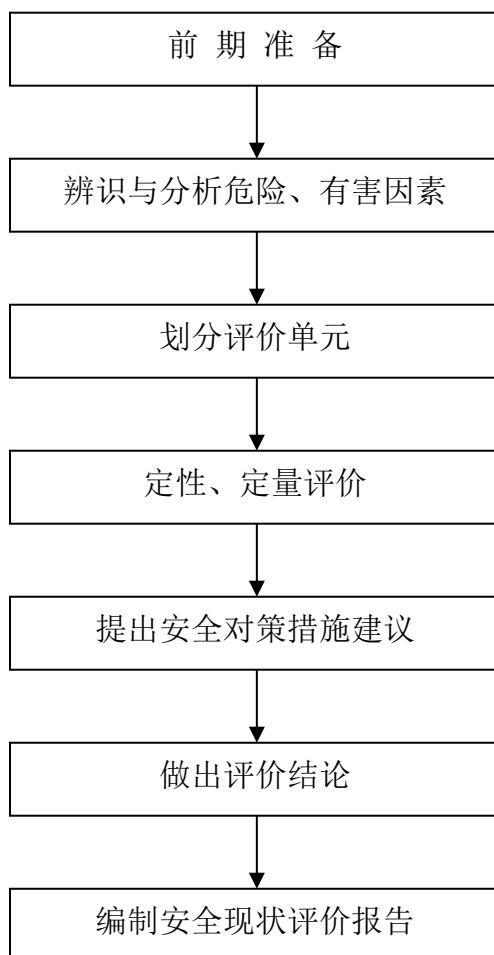 前 期 准 备
辨识与分析危险、有害因素
划分评价单元
定性、定量评价
提出安全对策措施建议
做出评价结论
编制安全现状评价报告